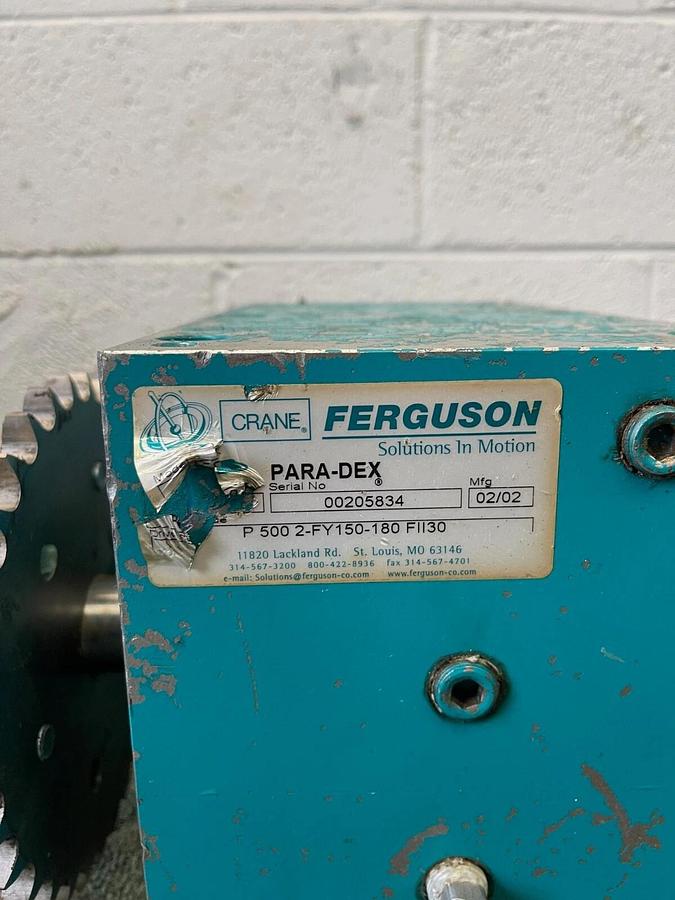 CRANE® FERGUSON
Solutions In Motion
PARA-DEX®
Serial No
Mfg
00205834
02/02
P 500 2-FY150-180 FII30
11820 Lackland Rd. St. Louis, MO 63146
314-567-3200 800-422-8936 fax 314-567-4701
e-mail: Solutions@ferguson-co.com www.ferguson-co.com